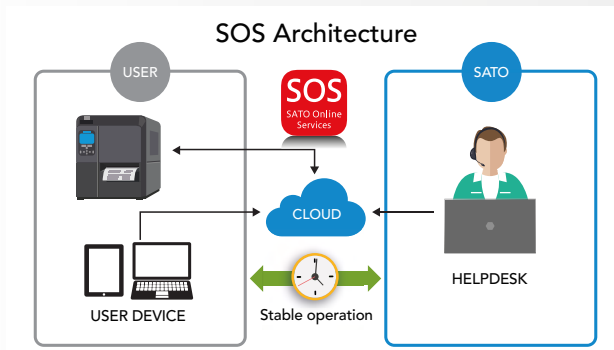 SOS Architecture
USER
SATO
SOS
SATO Online
Services
CLOUD
USER DEVICE
Stable operation
HELPDESK